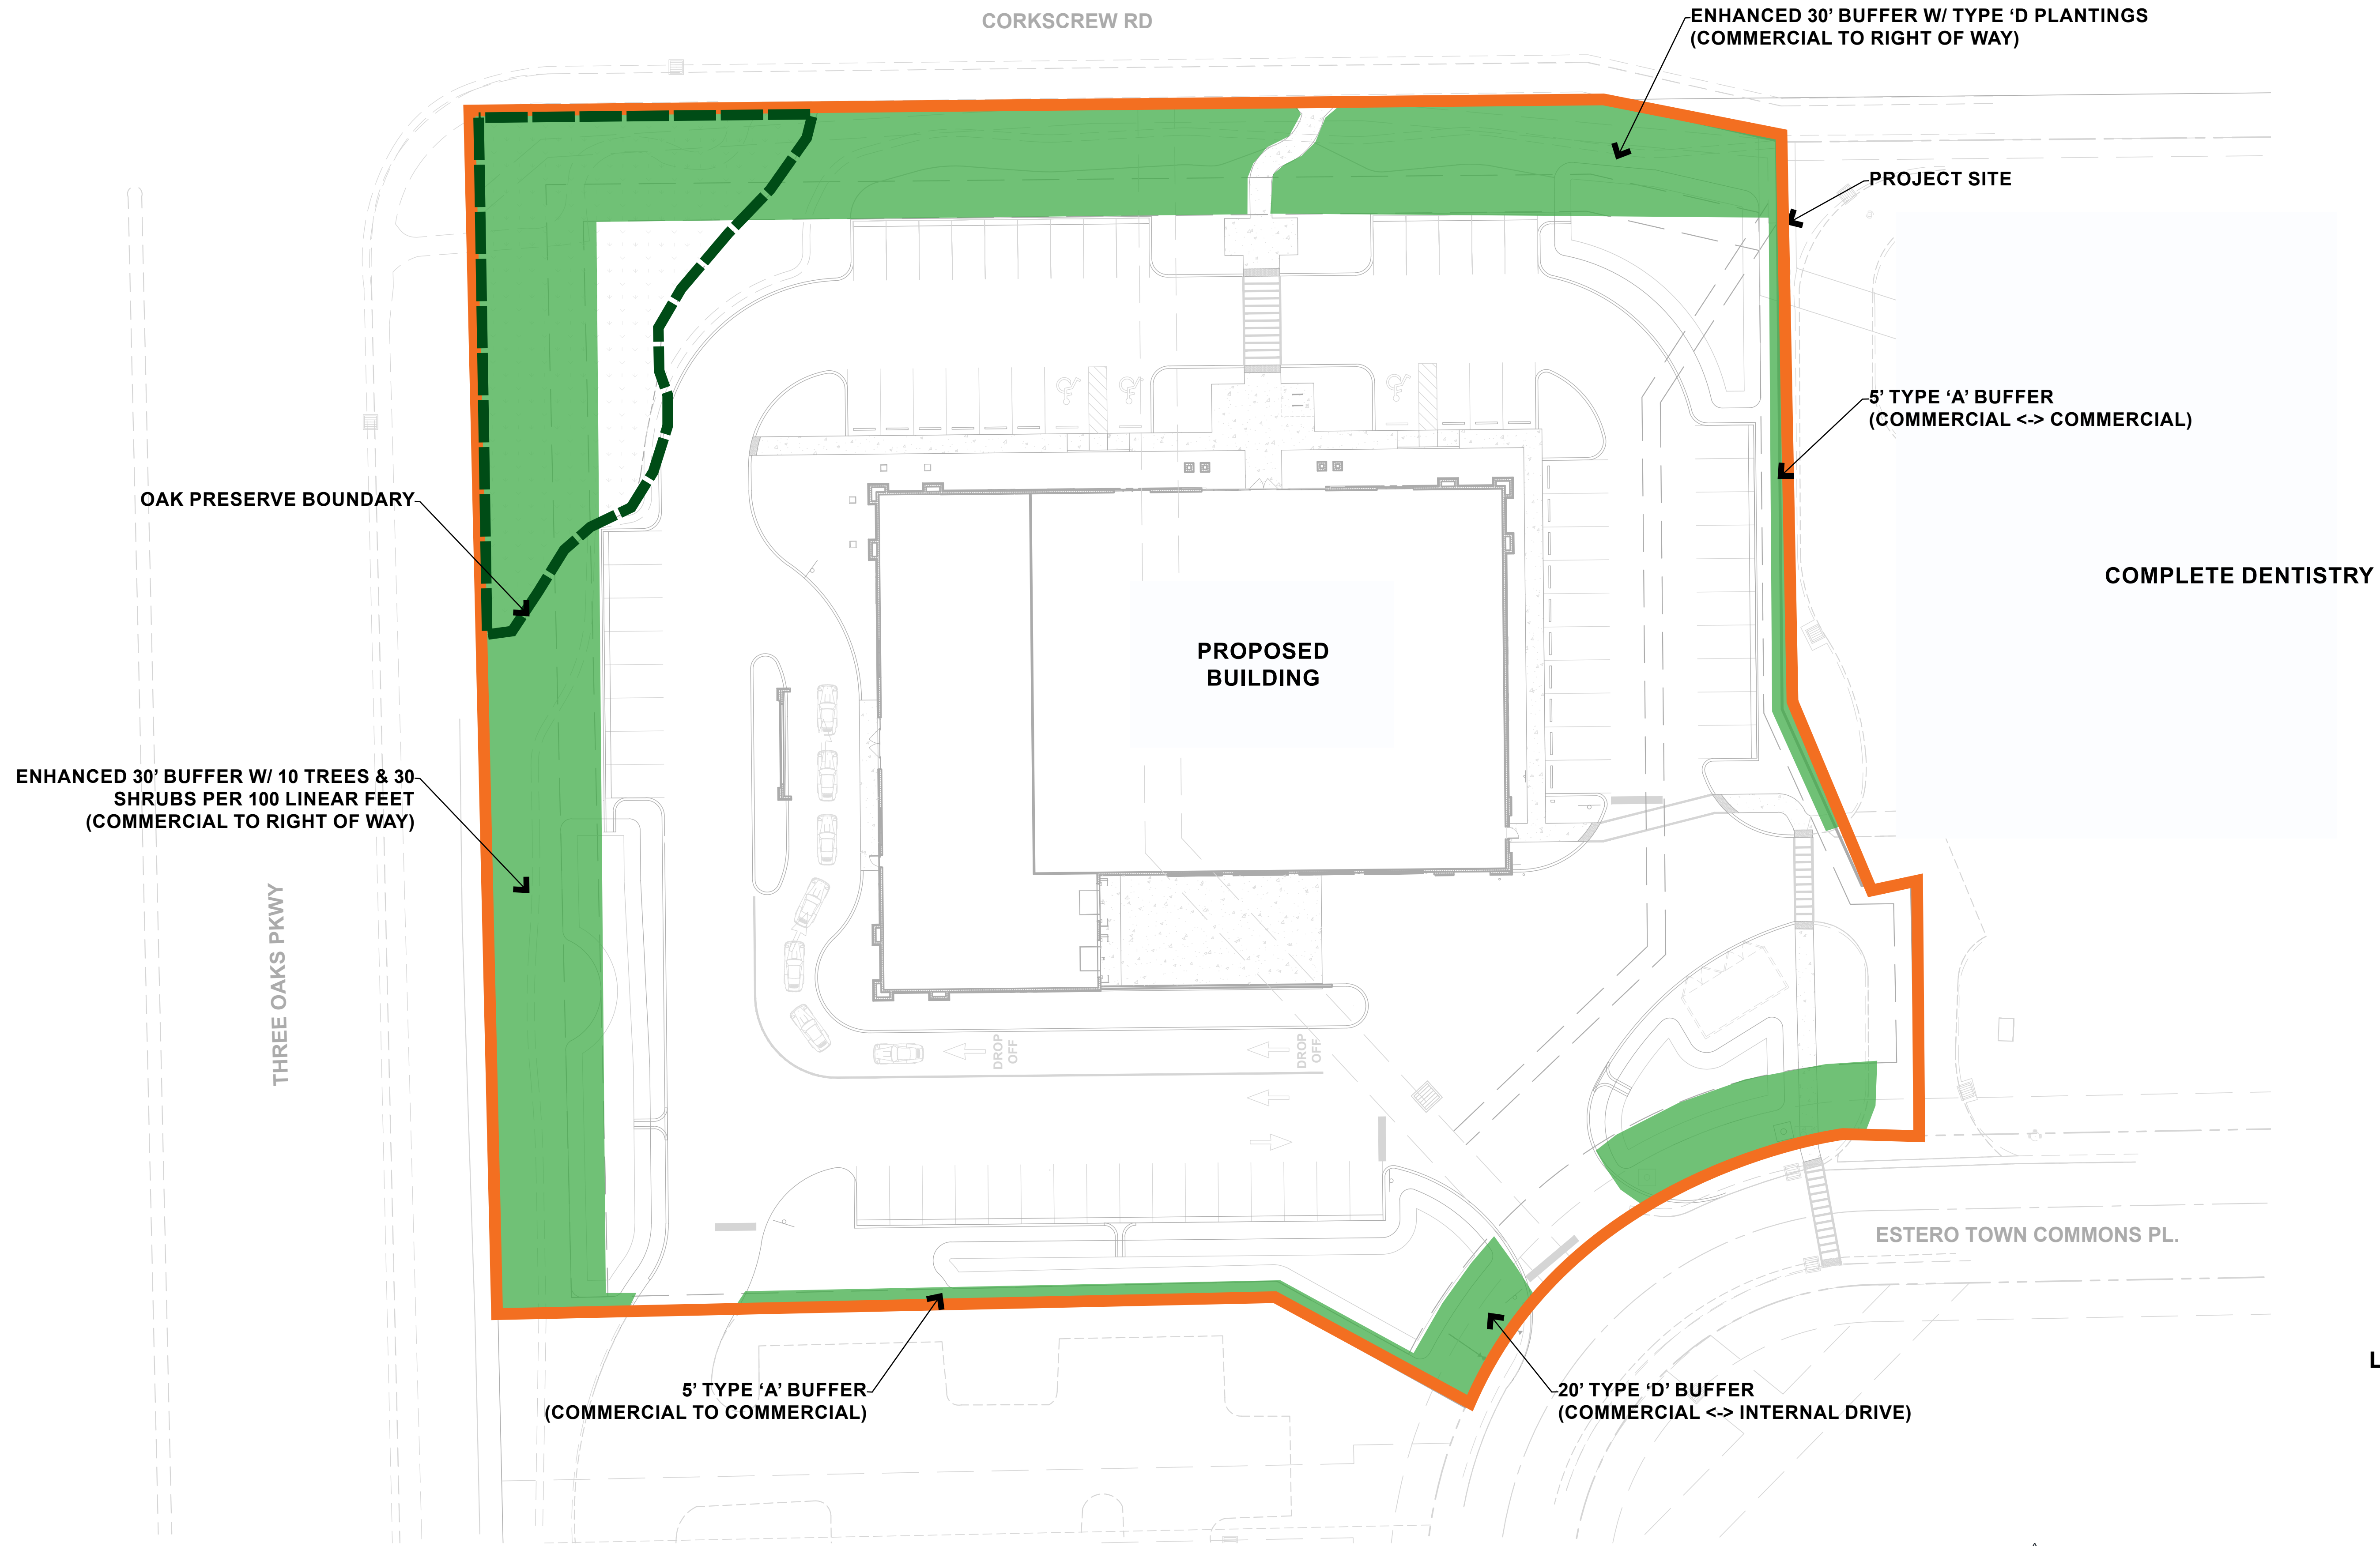 CORKSCREW RD
ENHANCED 30’ BUFFER W/ TYPE ‘D PLANTINGS
(COMMERCIAL TO RIGHT OF WAY)
PROJECT SITE
5’ TYPE ‘A’ BUFFER
(COMMERCIAL <-> COMMERCIAL)
OAK PRESERVE BOUNDARY
COMPLETE DENTISTRY
PROPOSED
BUILDING
ENHANCED 30’ BUFFER W/ 10 TREES & 30
SHRUBS PER 100 LINEAR FEET
(COMMERCIAL TO RIGHT OF WAY)
THREE OAKS PKWY
DROP
OFF
DROP
OFF
ESTERO TOWN COMMONS PL.
5’ TYPE ‘A’ BUFFER
(COMMERCIAL TO COMMERCIAL)
20’ TYPE ‘D’ BUFFER
(COMMERCIAL <-> INTERNAL DRIVE)
L